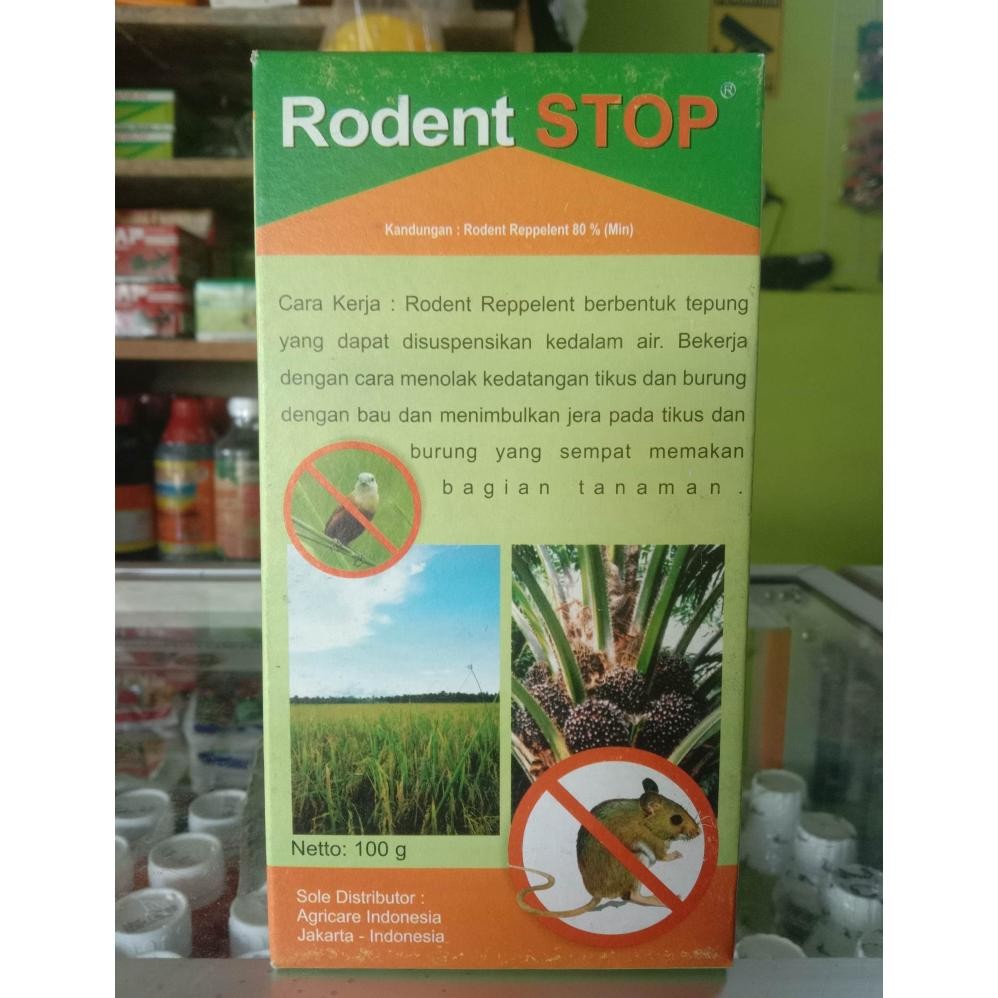 Rodent STOP®
Kandungan : Rodent Reppelent 80 % (Min)
Cara Kerja : Rodent Reppelent berbentuk tepung
yang dapat disuspensikan kedalam air. Bekerja
dengan cara menolak kedatangan tikus dan burung
dengan bau dan menimbulkan jera pada tikus dan
burung yang sempat memakan
bagian tanaman .
Netto: 100 g
Sole Distributor :
Agricare Indonesia
Jakarta - Indonesia